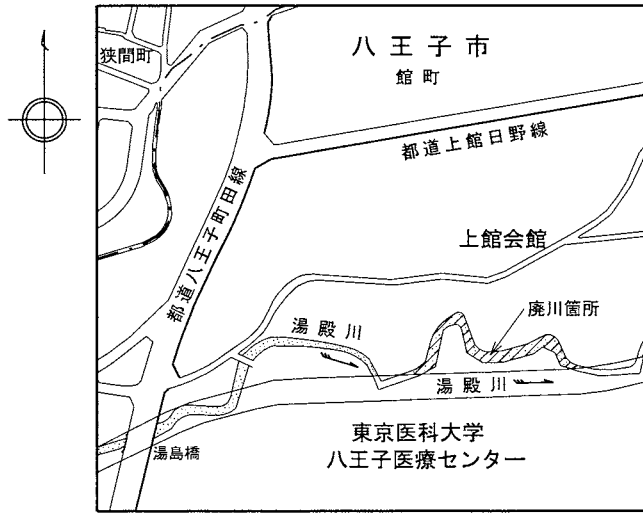 八王子市
館町
狭間町
都道上館日野線
都道八王子町田線
上館会館
廃川箇所
湯殿川
湯殿川
湯島橋
東京医科大学
八王子医療センター